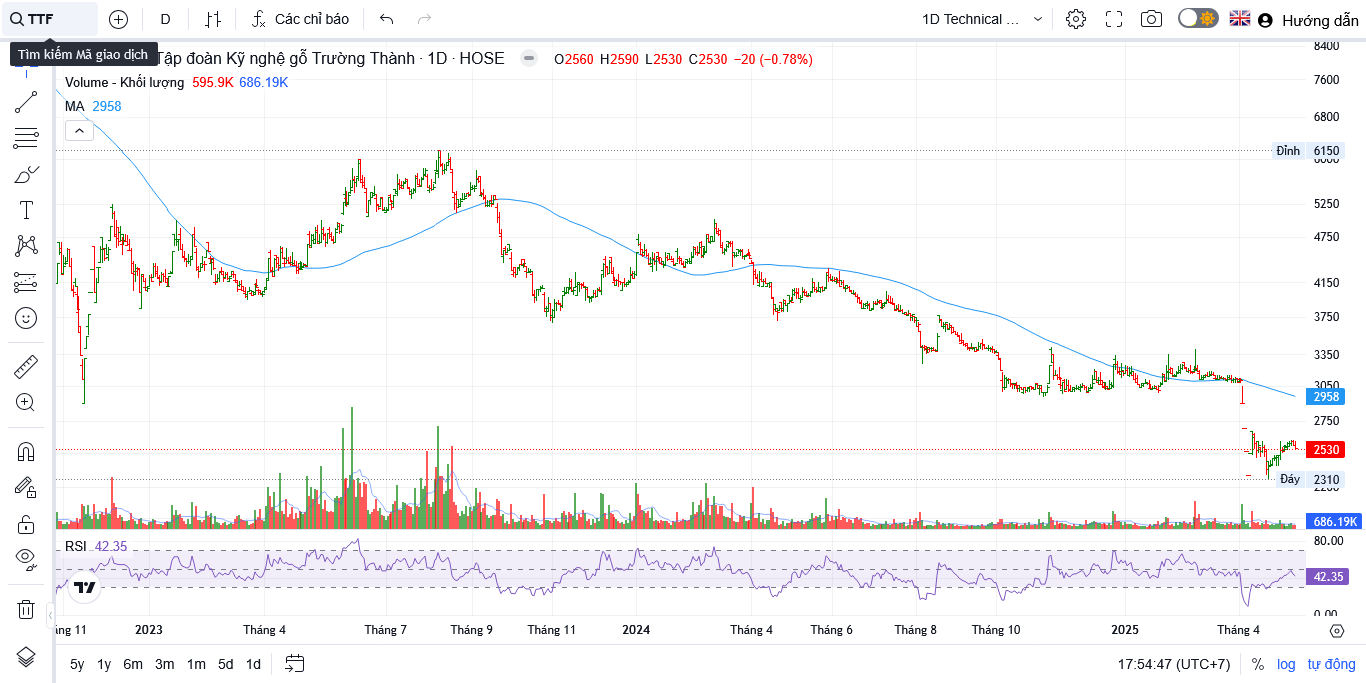 TTF
D
Các chỉ báo
1D Technical ...
Hướng dẫn
Tìm kiếm Mã giao dịch
Tập đoàn Kỹ nghệ gỗ Trường Thành · 1D · HOSE
O2560 H2590 L2530 C2530 −20 (−0.78%)
Volume - Khối lượng 595.9K 686.19K
MA 2958
8400
7600
6800
Đỉnh 6150
6000
5250
4750
4150
3750
3350
3050
2958
2750
2530
Đáy 2310
2200
686.19K
RSI 42.35
80.00
42.35
0.00
ng 11 2023 Tháng 4 Tháng 7 Tháng 9 Tháng 11 2024 Tháng 4 Tháng 6 Tháng 8 Tháng 10 2025 Tháng 4
5y 1y 6m 3m 1m 5d 1d
17:54:47 (UTC+7) % log tự động